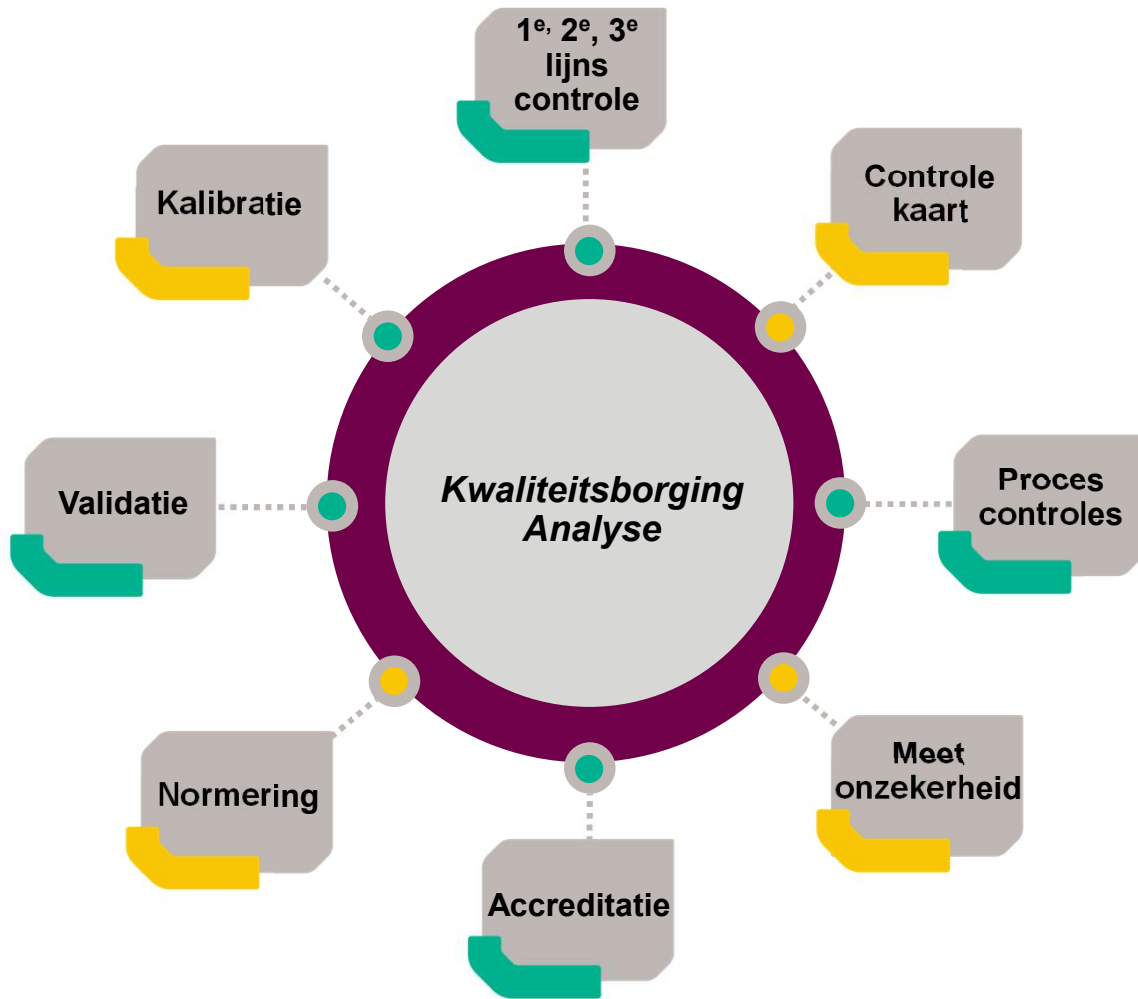 1e, 2e, 3e
lijns
controle
Kalibratie
Controle
kaart
Validatie
Kwaliteitsborging
Analyse
Proces
controles
Normering
Meet
onzekerheid
Accreditatie